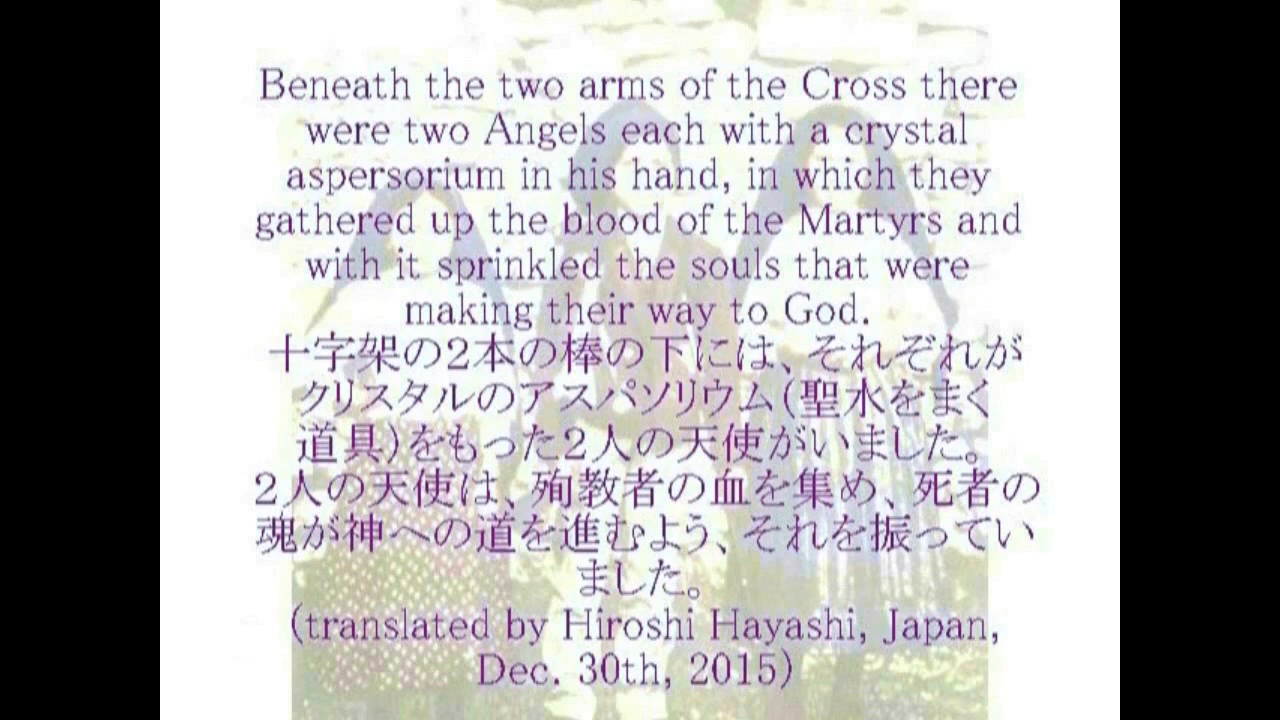 Beneath the two arms of the Cross there
were two Angels each with a crystal
aspersorium in his hand, in which they
gathered up the blood of the Martyrs and
with it sprinkled the souls that were
making their way to God.
十字架の２本の棒の下には、それぞれが
クリスタルのアスパソリウム(聖水をまく
道具)をもった２人の天使がいました。
２人の天使は、殉教者の血を集め、死者の
魂が神への道を進むよう、それを振ってい
ました。
(translated by Hiroshi Hayashi, Japan,
Dec. 30th, 2015)